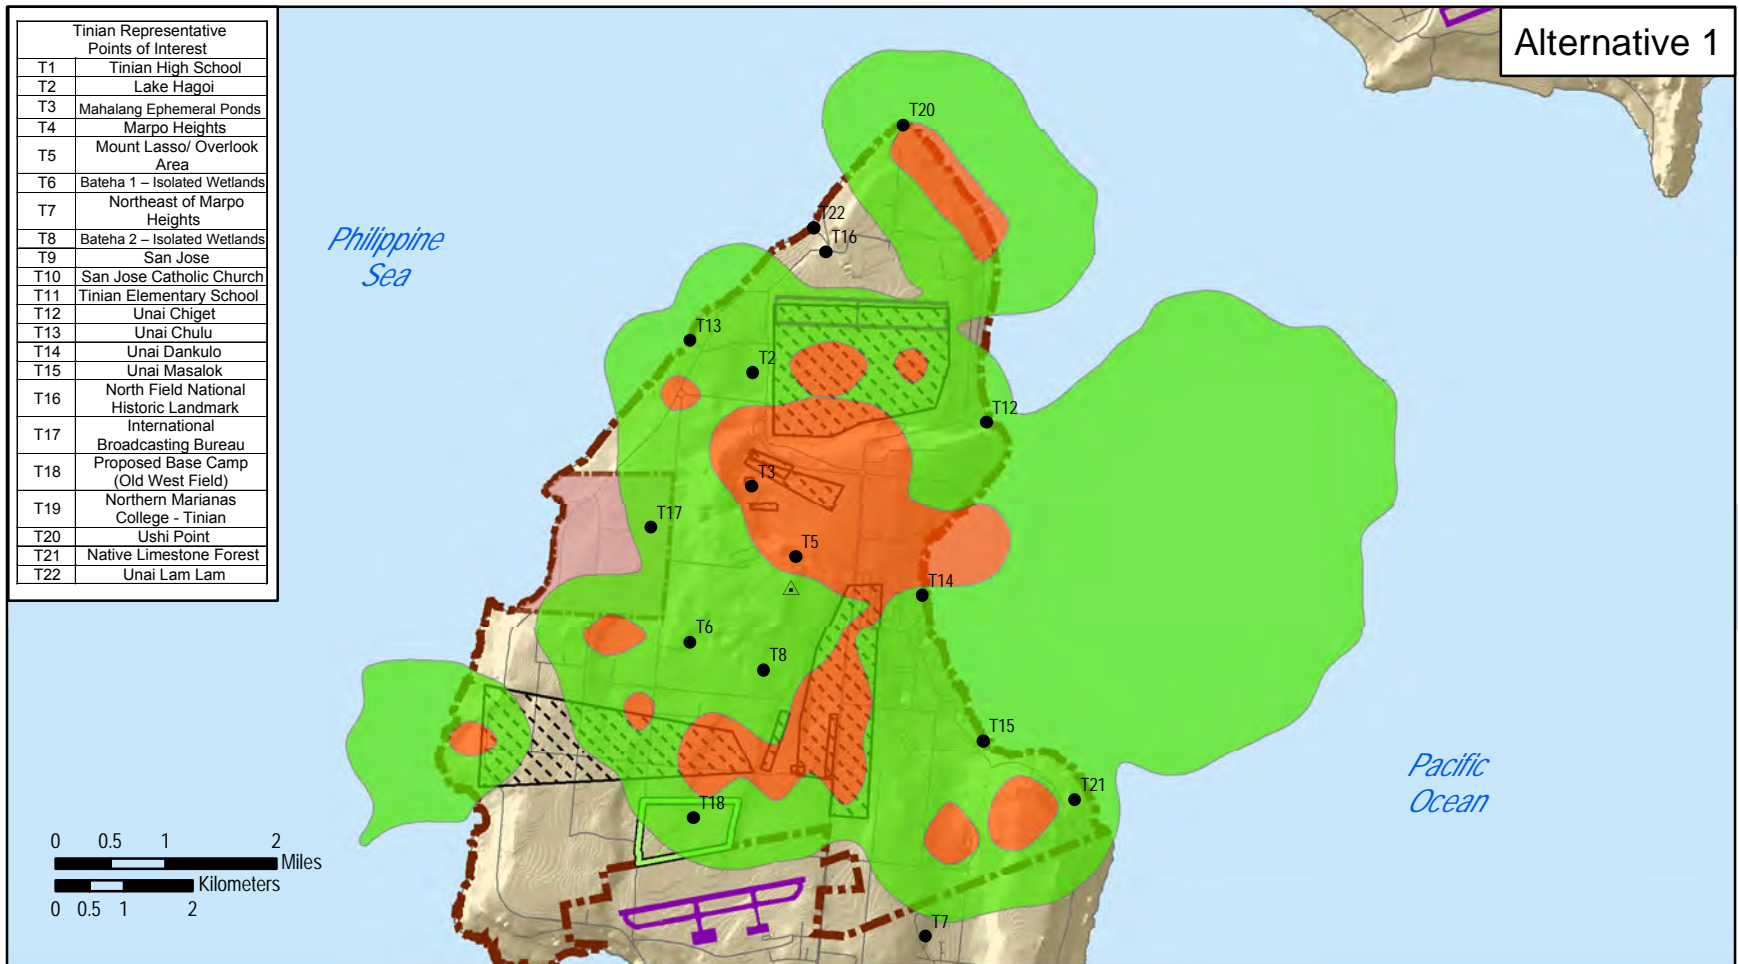 Tinian Representative
Points of Interest
T1 Tinian High School
T2 Lake Hagoi
T3 Mahalang Ephemeral Ponds
T4 Marpo Heights
T5 Mount Lasso/ Overlook
Area
T6 Bateha 1 – Isolated Wetlands
T7 Northeast of Marpo
Heights
T8 Bateha 2 – Isolated Wetlands
T9 San Jose
T10 San Jose Catholic Church
T11 Tinian Elementary School
T12 Unai Chiget
T13 Unai Chulu
T14 Unai Dankulo
T15 Unai Masalok
T16 North Field National
Historic Landmark
T17 International
Broadcasting Bureau
T18 Proposed Base Camp
(Old West Field)
T19 Northern Marianas
College - Tinian
T20 Ushi Point
T21 Native Limestone Forest
T22 Unai Lam Lam
Alternative 1
T20
T22
T16
Philippine
Sea
T13
T2
T12
T3
T17
T5
T14
T6
T8
T15
Pacific
Ocean
T21
T18
T7
0 0.5 1 2
Miles
Kilometers
0 0.5 1 2